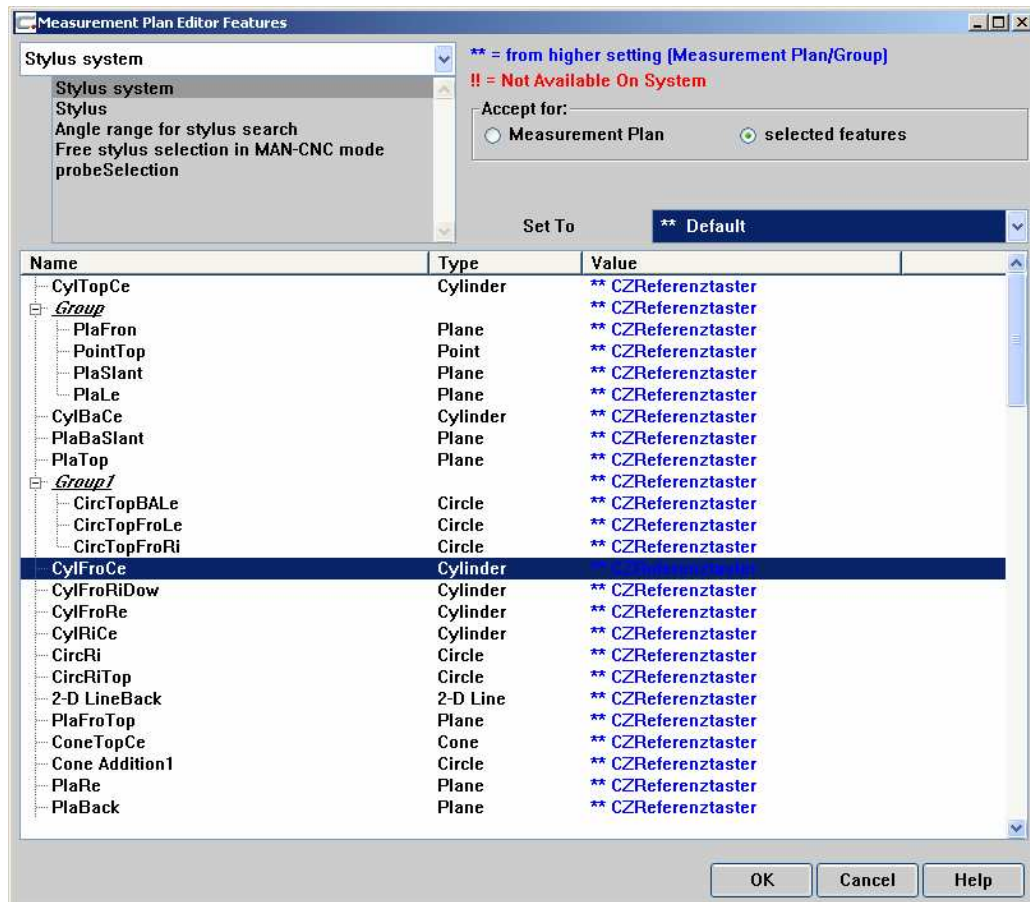 Measurement Plan Editor Features
Stylus system
Stylus system
Stylus
Angle range for stylus search
Free stylus selection in MAN-CNC mode
probeSelection
** = from higher setting (Measurement Plan/Group)
!! = Not Available On System
Accept for:
Measurement Plan selected features
Set To ** Default
Name Type Value
CylTopCe Cylinder ** CZReferenztaster
Group ** CZReferenztaster
PlaFron Plane ** CZReferenztaster
PointTop Point ** CZReferenztaster
PlaSlant Plane ** CZReferenztaster
PlaLe Plane ** CZReferenztaster
CylBaCe Cylinder ** CZReferenztaster
PlaBaSlant Plane ** CZReferenztaster
PlaTop Plane ** CZReferenztaster
Group1 ** CZReferenztaster
CircTopBALe Circle ** CZReferenztaster
CircTopFroLe Circle ** CZReferenztaster
CircTopFroRi Circle ** CZReferenztaster
CylFroCe Cylinder ** CZReferenztaster
CylFroRiDow Cylinder ** CZReferenztaster
CylFroRe Cylinder ** CZReferenztaster
CylRiCe Cylinder ** CZReferenztaster
CircRi Circle ** CZReferenztaster
CircRiTop Circle ** CZReferenztaster
2-D LineBack 2-D Line ** CZReferenztaster
PlaFroTop Plane ** CZReferenztaster
ConeTopCe Cone ** CZReferenztaster
Cone Addition1 Circle ** CZReferenztaster
PlaRe Plane ** CZReferenztaster
PlaBack Plane ** CZReferenztaster
OK Cancel Help